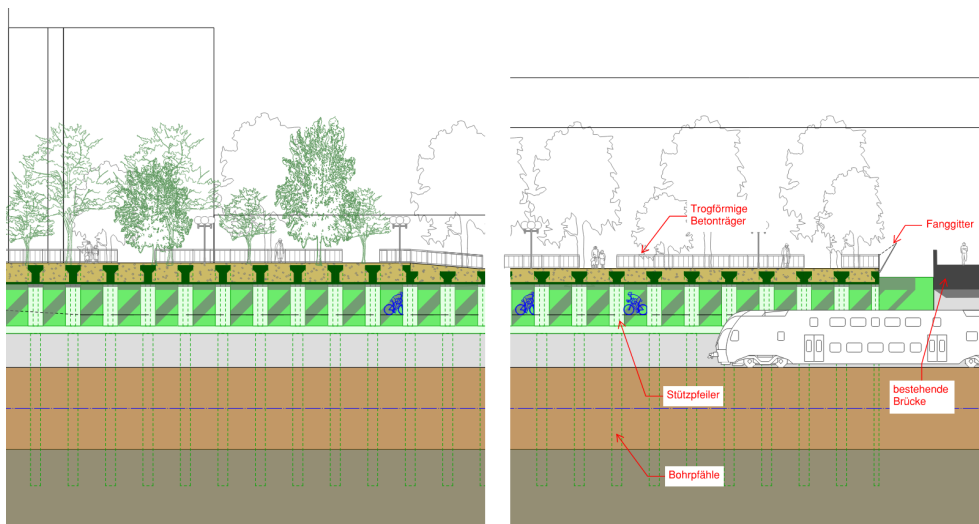 Trogförmige
Betonträger
Fanggitter
Stützpfeiler
bestehende
Brücke
Bohrpfähle